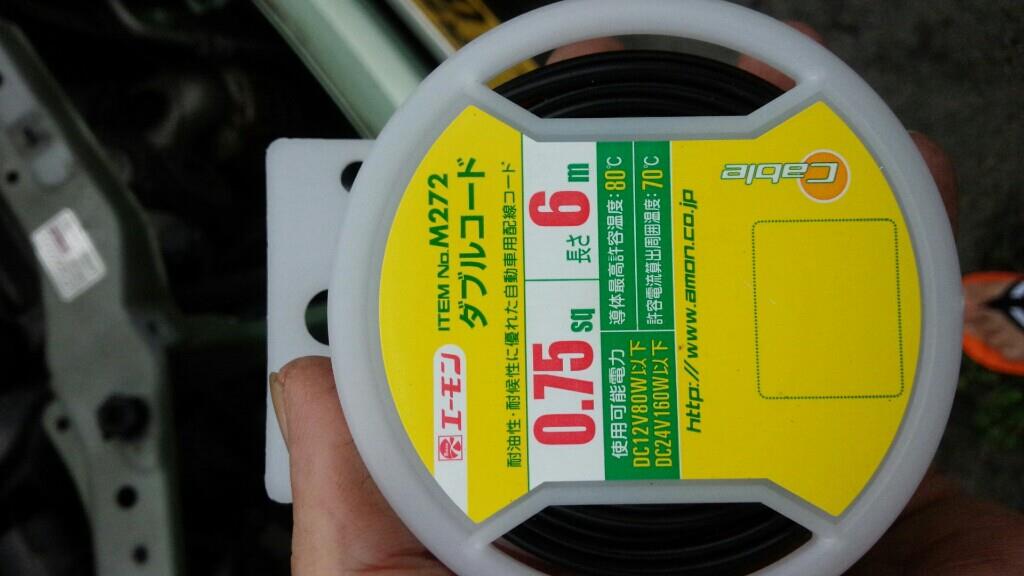 エーモン
ITEM No.M272
ダブルコード
耐油性・耐候性に優れた自動車用配線コード
0.75sq
長さ6m
使用可能電力
DC12V80W以下
DC24V160W以下
導体最高許容温度:80℃
許容電流算出周囲温度:70℃
http://www.amon.co.jp
Cable